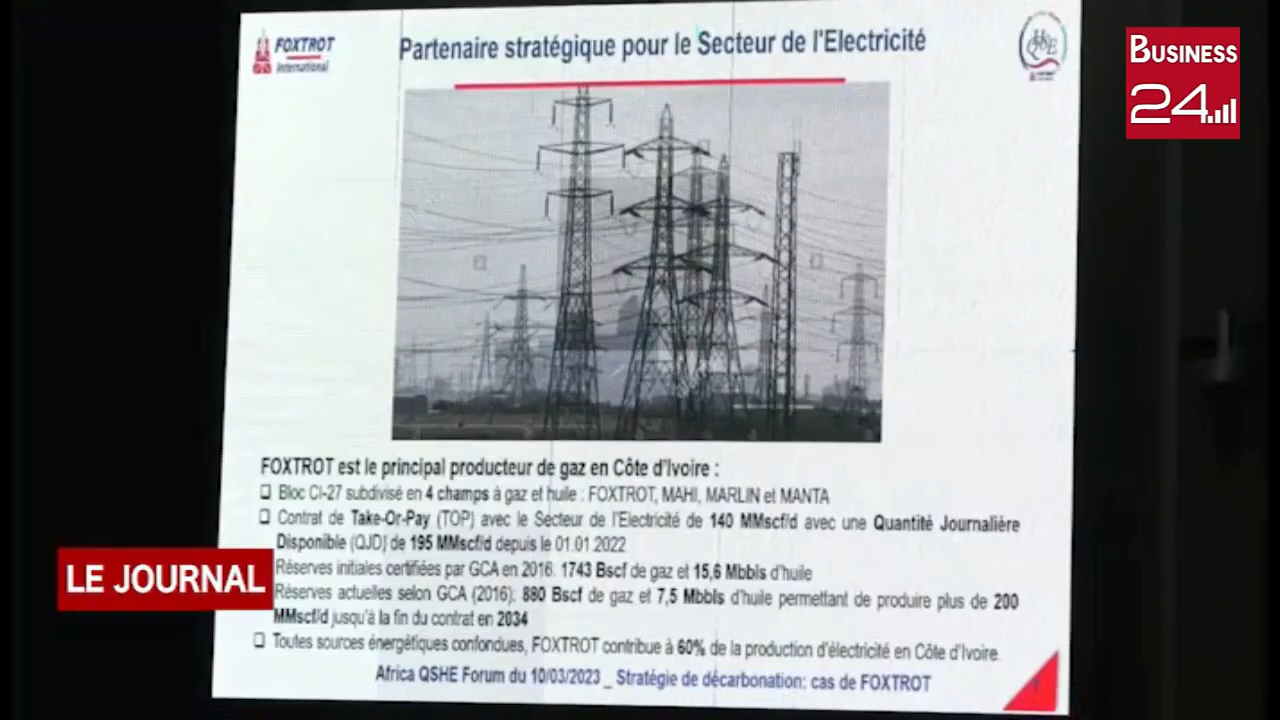 FOXTROT
International
Partenaire stratégique pour le Secteur de l'Electricité
BUSINESS
24
FOXTROT est le principal producteur de gaz en Côte d'Ivoire :
❑ Bloc CI-27 subdivisé en 4 champs à gaz et huile : FOXTROT, MAHI, MARLIN et MANTA
❑ Contrat de Take-Or-Pay (TOP) avec le Secteur de l'Electricité de 140 MMscf/d avec une Quantité Journalière
Disponible (QJD) de 195 MMscf/d depuis le 01.01.2022
Réserves initiales certifiées par GCA en 2016. 1743 Bscf de gaz et 15,6 Mbbls d'huile
Réserves actuelles selon GCA (2016): 880 Bscf de gaz et 7,5 Mbbls d'huile permettant de produire plus de 200
MMscf/d jusqu'à la fin du contrat en 2034
❑ Toutes sources énergétiques confondues, FOXTROT contribue à 60% de la production d'électricité en Côte d'Ivoire.
Africa QSHE Forum du 10/03/2023 _ Stratégie de décarbonation: cas de FOXTROT
LE JOURNAL